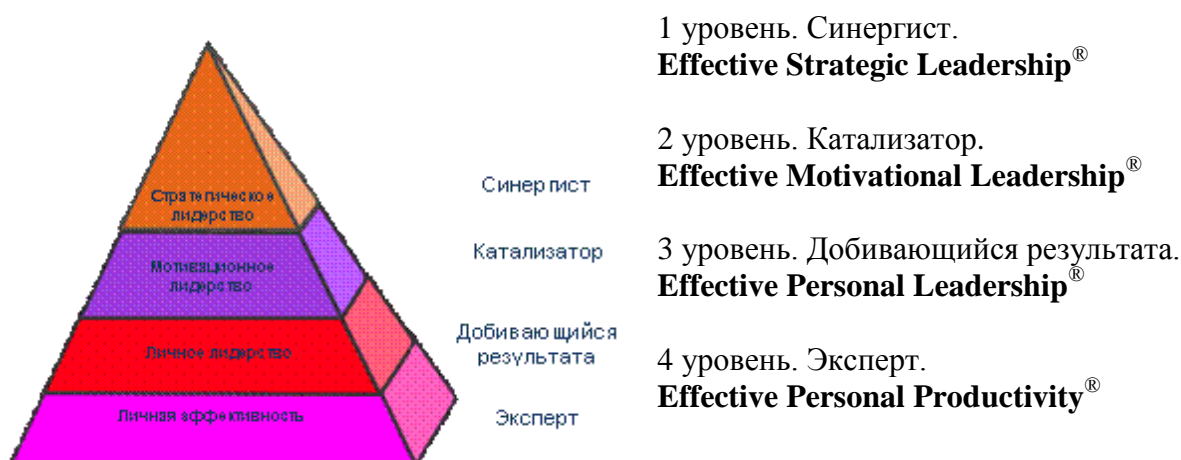 Стратегическое
лидерство
Мотивационное
лидерство
Личное лидерство
Личная эффективность
Синергист
Катализатор
Добивающийся
результата
Эксперт
1 уровень. Синергист.
Effective Strategic Leadership®
2 уровень. Катализатор.
Effective Motivational Leadership®
3 уровень. Добивающийся результата.
Effective Personal Leadership®
4 уровень. Эксперт.
Effective Personal Productivity®